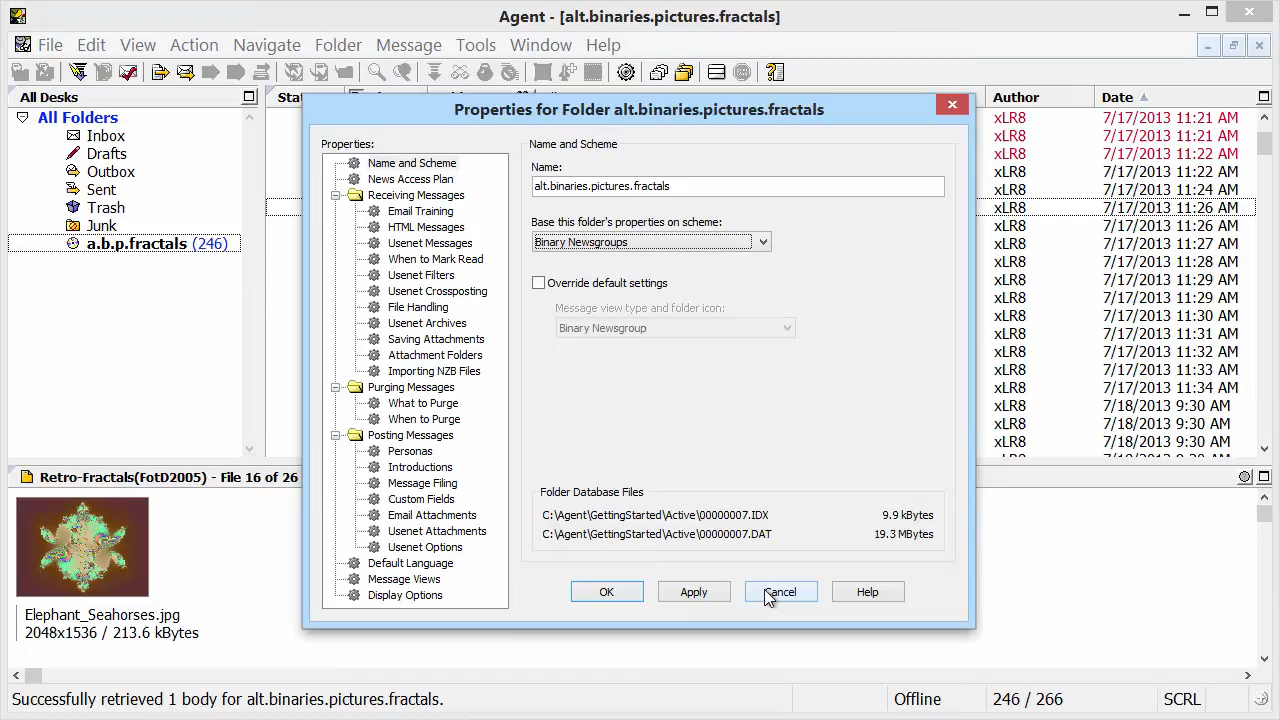 Agent - [alt.binaries.pictures.fractals]
File Edit View Action Navigate Folder Message Tools Window Help
All Desks
Author Date
All Folders
Inbox
Drafts
Outbox
Sent
Trash
Junk
a.b.p.fractals (246)
Properties for Folder alt.binaries.pictures.fractals
Properties:
Name and Scheme
News Access Plan
Receiving Messages
Email Training
HTML Messages
Usenet Messages
When to Mark Read
Usenet Filters
Usenet Crossposting
File Handling
Usenet Archives
Saving Attachments
Attachment Folders
Importing NZB Files
Purging Messages
What to Purge
When to Purge
Posting Messages
Personas
Introductions
Message Filing
Custom Fields
Email Attachments
Usenet Attachments
Usenet Options
Default Language
Message Views
Display Options
Name and Scheme
Name:
alt.binaries.pictures.fractals
Base this folder's properties on scheme:
Binary Newsgroups
Override default settings
Message view type and folder icon:
Binary Newsgroup
Folder Database Files
C:\Agent\GettingStarted\Active\00000007.IDX 9.9 kBytes
C:\Agent\GettingStarted\Active\00000007.DAT 19.3 MBytes
OK Apply Cancel Help
xLR8 7/17/2013 11:21 AM
xLR8 7/17/2013 11:21 AM
xLR8 7/17/2013 11:22 AM
xLR8 7/17/2013 11:22 AM
xLR8 7/17/2013 11:24 AM
xLR8 7/17/2013 11:26 AM
xLR8 7/17/2013 11:26 AM
xLR8 7/17/2013 11:27 AM
xLR8 7/17/2013 11:28 AM
xLR8 7/17/2013 11:29 AM
xLR8 7/17/2013 11:29 AM
xLR8 7/17/2013 11:30 AM
xLR8 7/17/2013 11:31 AM
xLR8 7/17/2013 11:32 AM
xLR8 7/17/2013 11:33 AM
xLR8 7/17/2013 11:34 AM
xLR8 7/18/2013 9:30 AM
xLR8 7/18/2013 9:30 AM
xLR8 7/18/2013 9:30 AM
Retro-Fractals(FotD2005) - File 16 of 26
Elephant_Seahorses.jpg
2048x1536 / 213.6 kBytes
Successfully retrieved 1 body for alt.binaries.pictures.fractals. Offline 246 / 266 SCRL